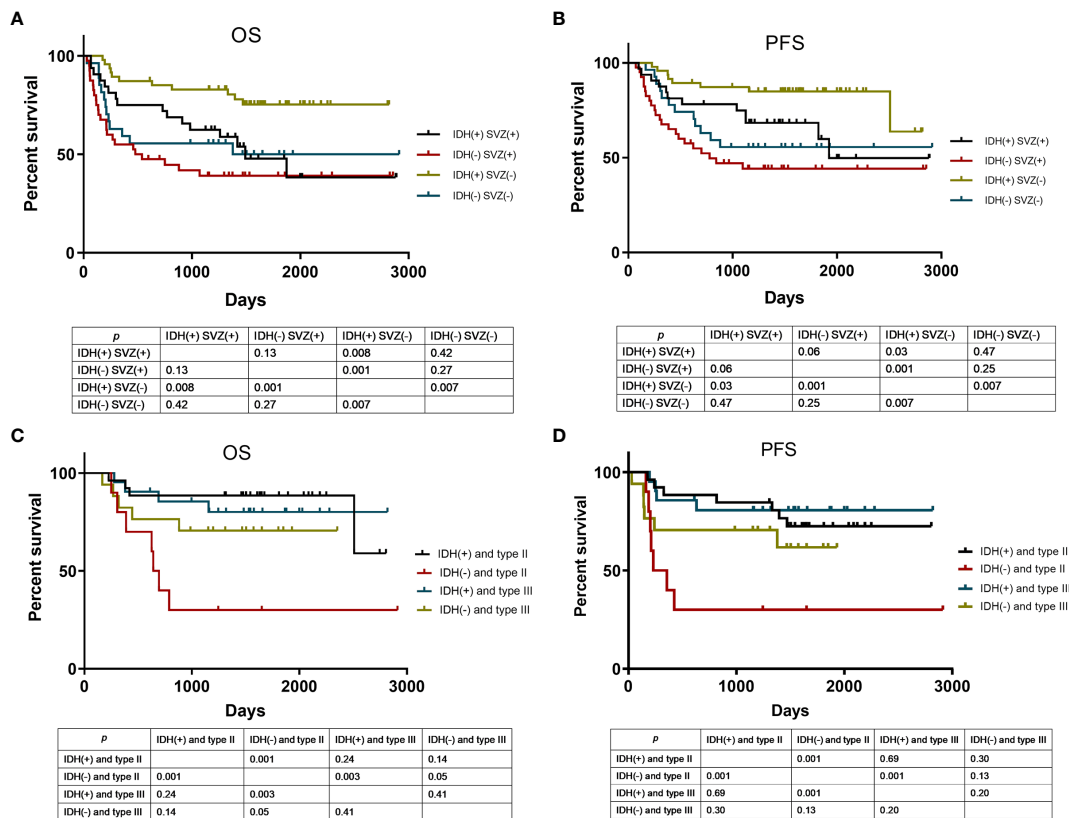 A
OS
Percent survival
100
50
0
0 1000 2000 3000
Days
IDH(+) SVZ(+)
IDH(-) SVZ(+)
IDH(+) SVZ(-)
IDH(-) SVZ(-)
p IDH(+) SVZ(+) IDH(-) SVZ(+) IDH(+) SVZ(-) IDH(-) SVZ(-)
IDH(+) SVZ(+) 0.13 0.008 0.42
IDH(-) SVZ(+) 0.13 0.001 0.27
IDH(+) SVZ(-) 0.008 0.001 0.007
IDH(-) SVZ(-) 0.42 0.27 0.007
B
PFS
Percent survival
100
50
0
0 1000 2000 3000
Days
IDH(+) SVZ(+)
IDH(-) SVZ(+)
IDH(+) SVZ(-)
IDH(-) SVZ(-)
p IDH(+) SVZ(+) IDH(-) SVZ(+) IDH(+) SVZ(-) IDH(-) SVZ(-)
IDH(+) SVZ(+) 0.06 0.03 0.47
IDH(-) SVZ(+) 0.06 0.001 0.25
IDH(+) SVZ(-) 0.03 0.001 0.007
IDH(-) SVZ(-) 0.47 0.25 0.007
C
OS
Percent survival
100
50
0
0 1000 2000 3000
Days
IDH(+) and type II
IDH(-) and type II
IDH(+) and type III
IDH(-) and type III
p IDH(+) and type II IDH(-) and type II IDH(+) and type III IDH(-) and type III
IDH(+) and type II 0.001 0.24 0.14
IDH(-) and type II 0.001 0.003 0.05
IDH(+) and type III 0.24 0.003 0.41
IDH(-) and type III 0.14 0.05 0.41
D
PFS
Percent survival
100
50
0
0 1000 2000 3000
Days
IDH(+) and type II
IDH(-) and type II
IDH(+) and type III
IDH(-) and type III
p IDH(+) and type II IDH(-) and type II IDH(+) and type III IDH(-) and type III
IDH(+) and type II 0.001 0.69 0.30
IDH(-) and type II 0.001 0.001 0.13
IDH(+) and type III 0.69 0.001 0.20
IDH(-) and type III 0.30 0.13 0.20